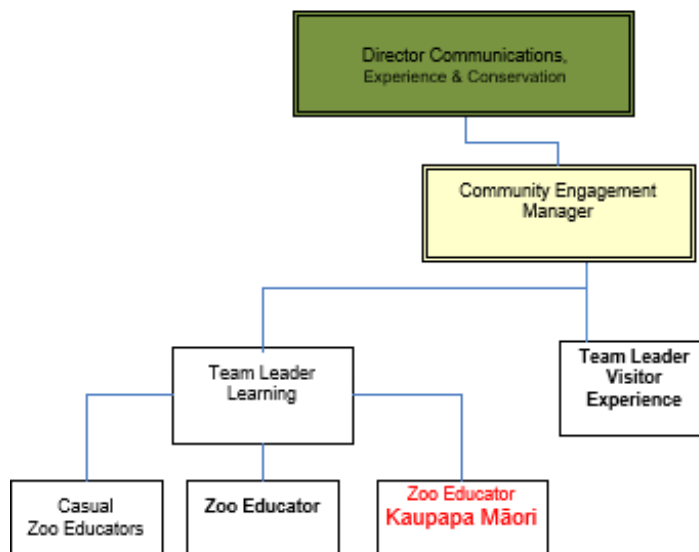 Director Communications,
Experience & Conservation
Community Engagement
Manager
Team Leader
Learning
Team Leader
Visitor
Experience
Casual
Zoo Educators
Zoo Educator
Zoo Educator
Kaupapa Māori